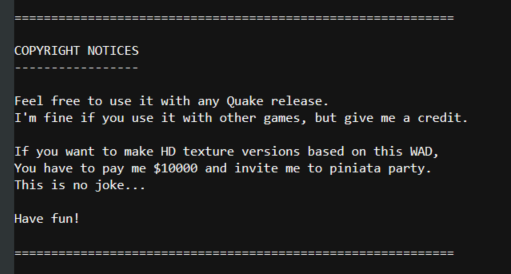 ===========================================================
COPYRIGHT NOTICES
-----------------
Feel free to use it with any Quake release.
I'm fine if you use it with other games, but give me a credit.
If you want to make HD texture versions based on this WAD,
You have to pay me $10000 and invite me to piniata party.
This is no joke...
Have fun!
===========================================================